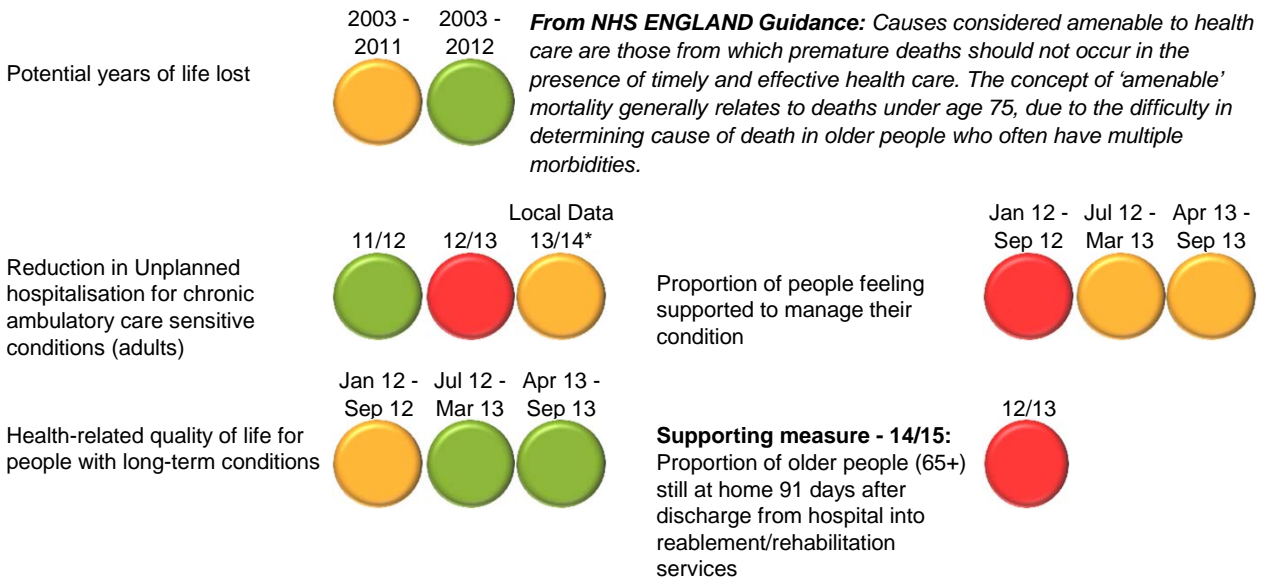 Potential years of life lost
2003 - 2003 -
2011 2012
From NHS ENGLAND Guidance: Causes considered amenable to health
care are those from which premature deaths should not occur in the
presence of timely and effective health care. The concept of ‘amenable’
mortality generally relates to deaths under age 75, due to the difficulty in
determining cause of death in older people who often have multiple
morbidities.
Local Data
11/12 12/13 13/14*
Reduction in Unplanned
hospitalisation for chronic
ambulatory care sensitive
conditions (adults)
Jan 12 - Jul 12 - Apr 13 -
Sep 12 Mar 13 Sep 13
Proportion of people feeling
supported to manage their
condition
Jan 12 - Jul 12 - Apr 13 -
Sep 12 Mar 13 Sep 13
Health-related quality of life for
people with long-term conditions
12/13
Supporting measure - 14/15:
Proportion of older people (65+)
still at home 91 days after
discharge from hospital into
reablement/rehabilitation
services